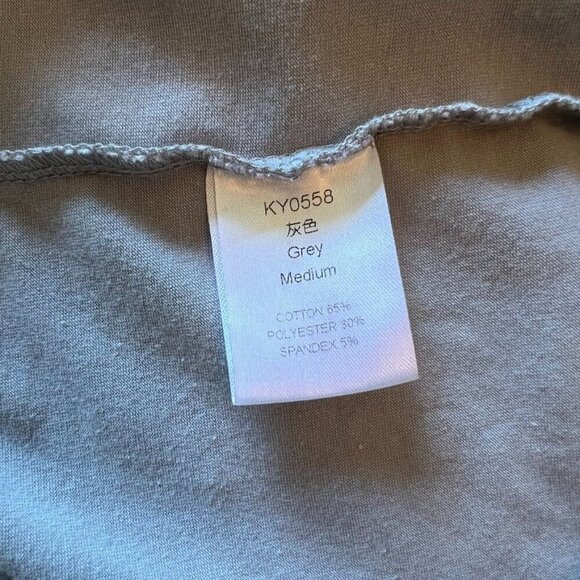 KY0558
灰色
Grey
Medium
COTTON 65%
POLYESTER 30%
SPANDEX 5%